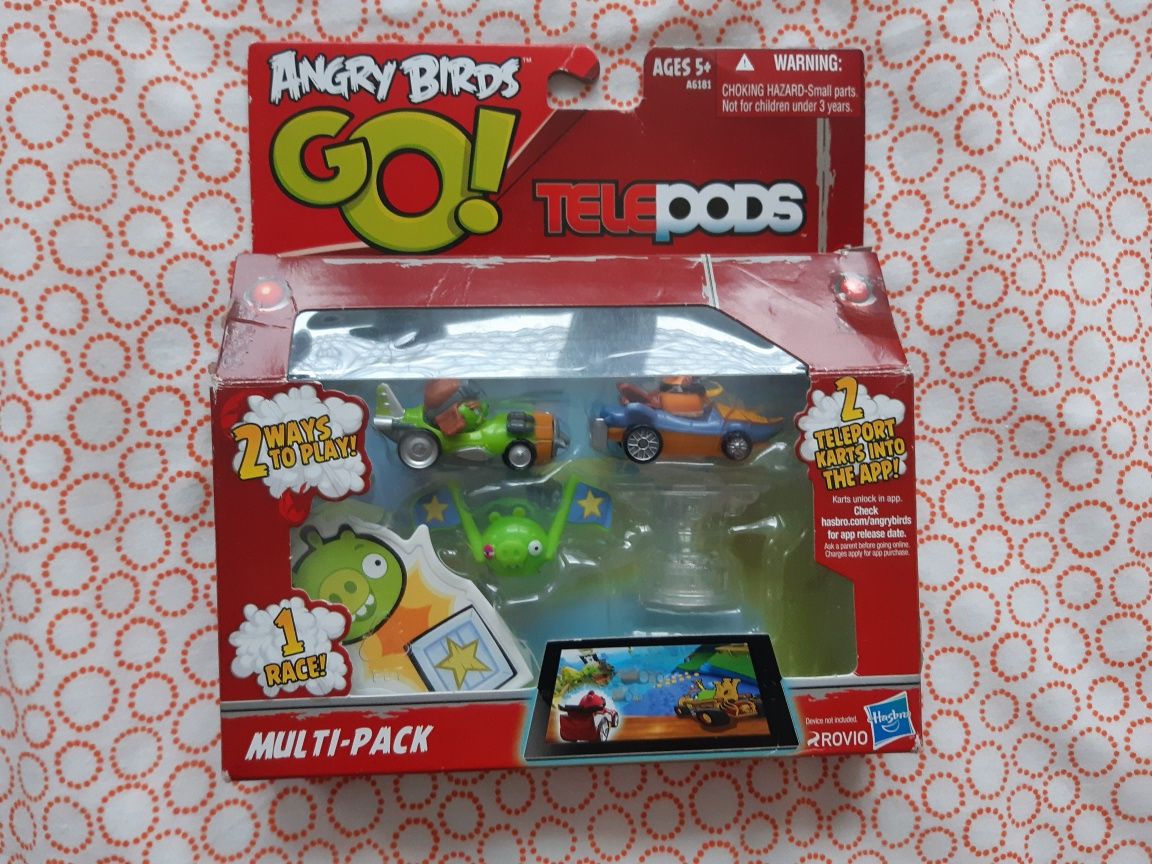 ANGRY BIRDS™
GO!
TELEPODS™
AGES 5+
A6181
WARNING:
CHOKING HAZARD-Small parts.
Not for children under 3 years.
2 WAYS
TO PLAY!
1
RACE!
2
TELEPORT
KARTS INTO
THE APP!
Karts unlock in app.
Check
hasbro.com/angrybirds
for app release date.
Ask a parent before going online.
Charges apply for app purchase.
MULTI-PACK
Device not included.
ROVIO
Hasbro